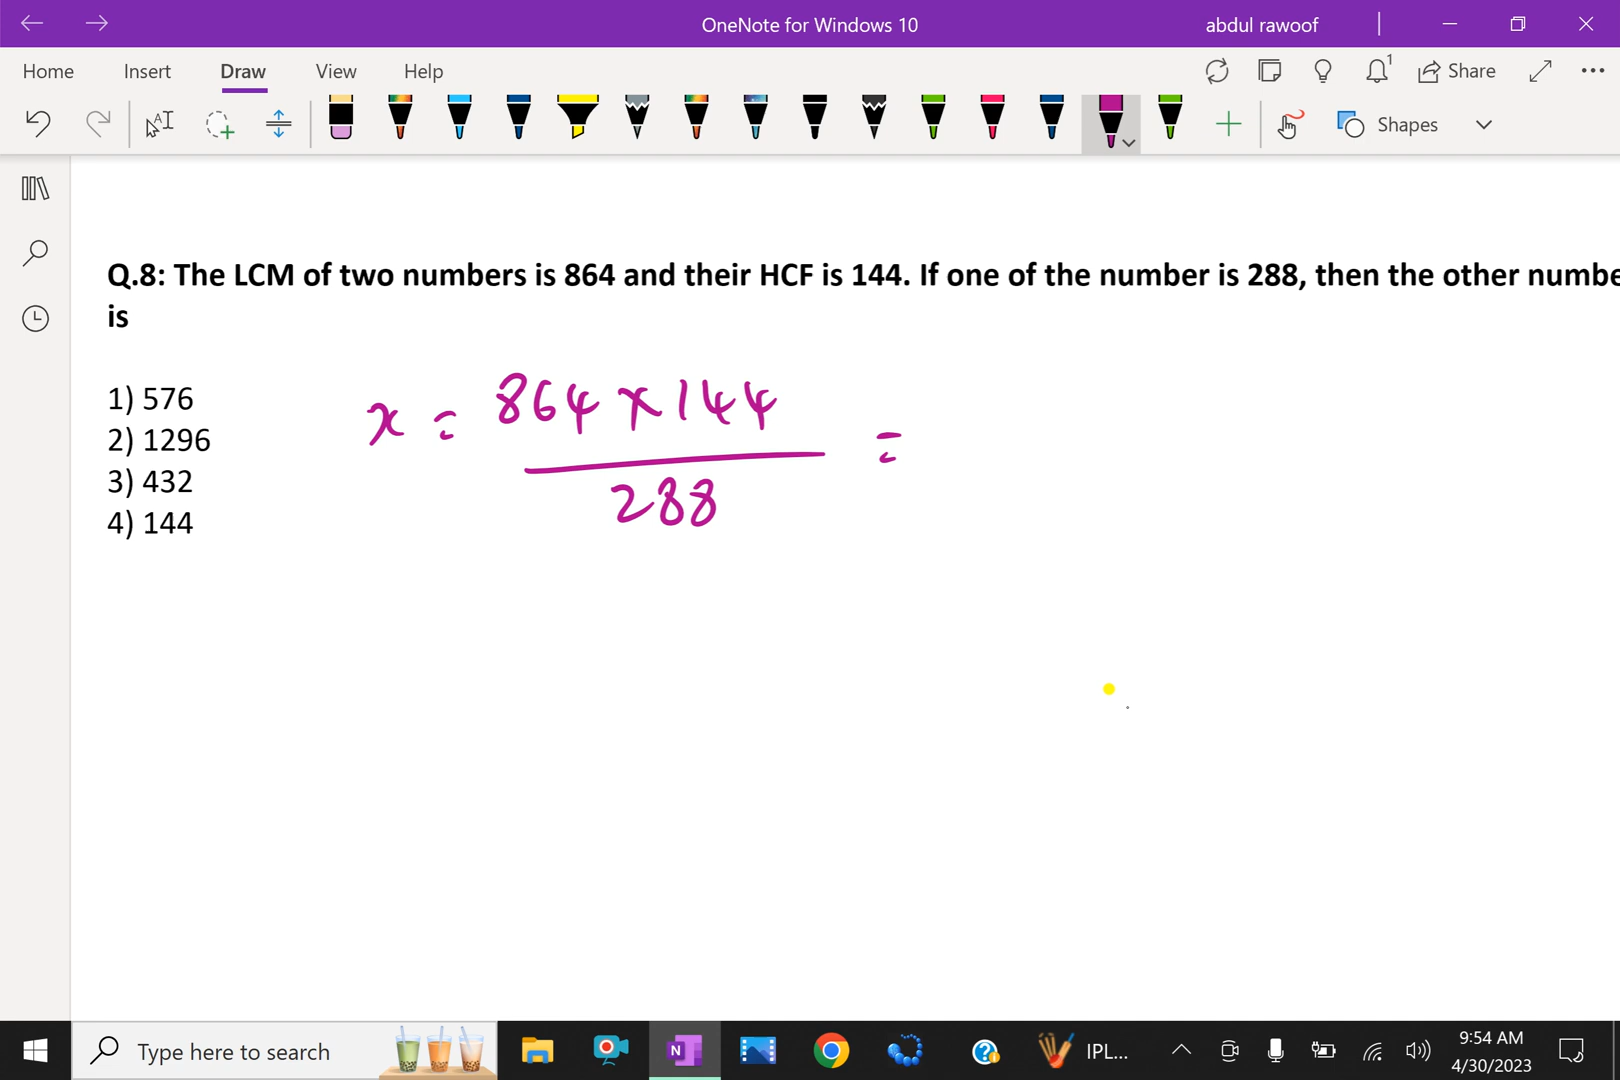 OneNote for Windows 10
abdul rawoof
Home Insert Draw View Help
1 Share
Shapes
Q.8: The LCM of two numbers is 864 and their HCF is 144. If one of the number is 288, then the other numbe
is
1) 576
2) 1296
3) 432
4) 144
x = 864 x 144 =
288
Type here to search
IPL...
9:54 AM
4/30/2023